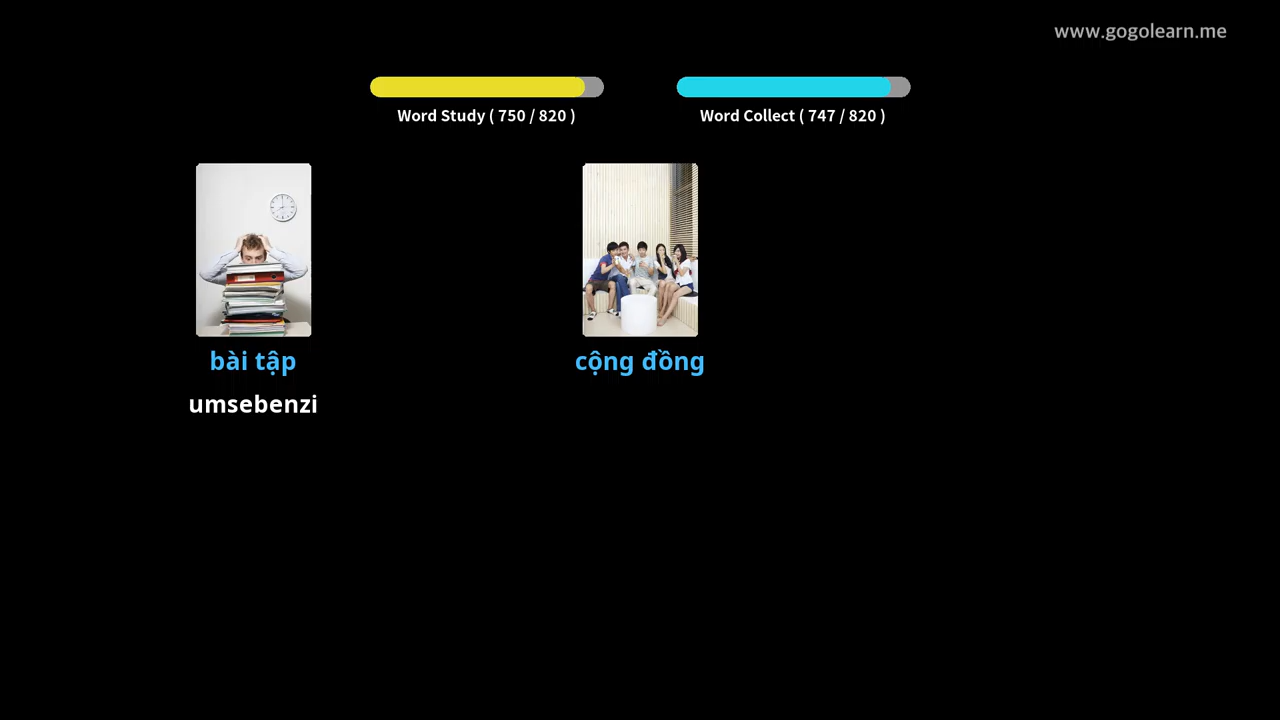 www.gogolearn.me
Word Study ( 750 / 820 )
Word Collect ( 747 / 820 )
bài tập
cộng đồng
umsebenzi